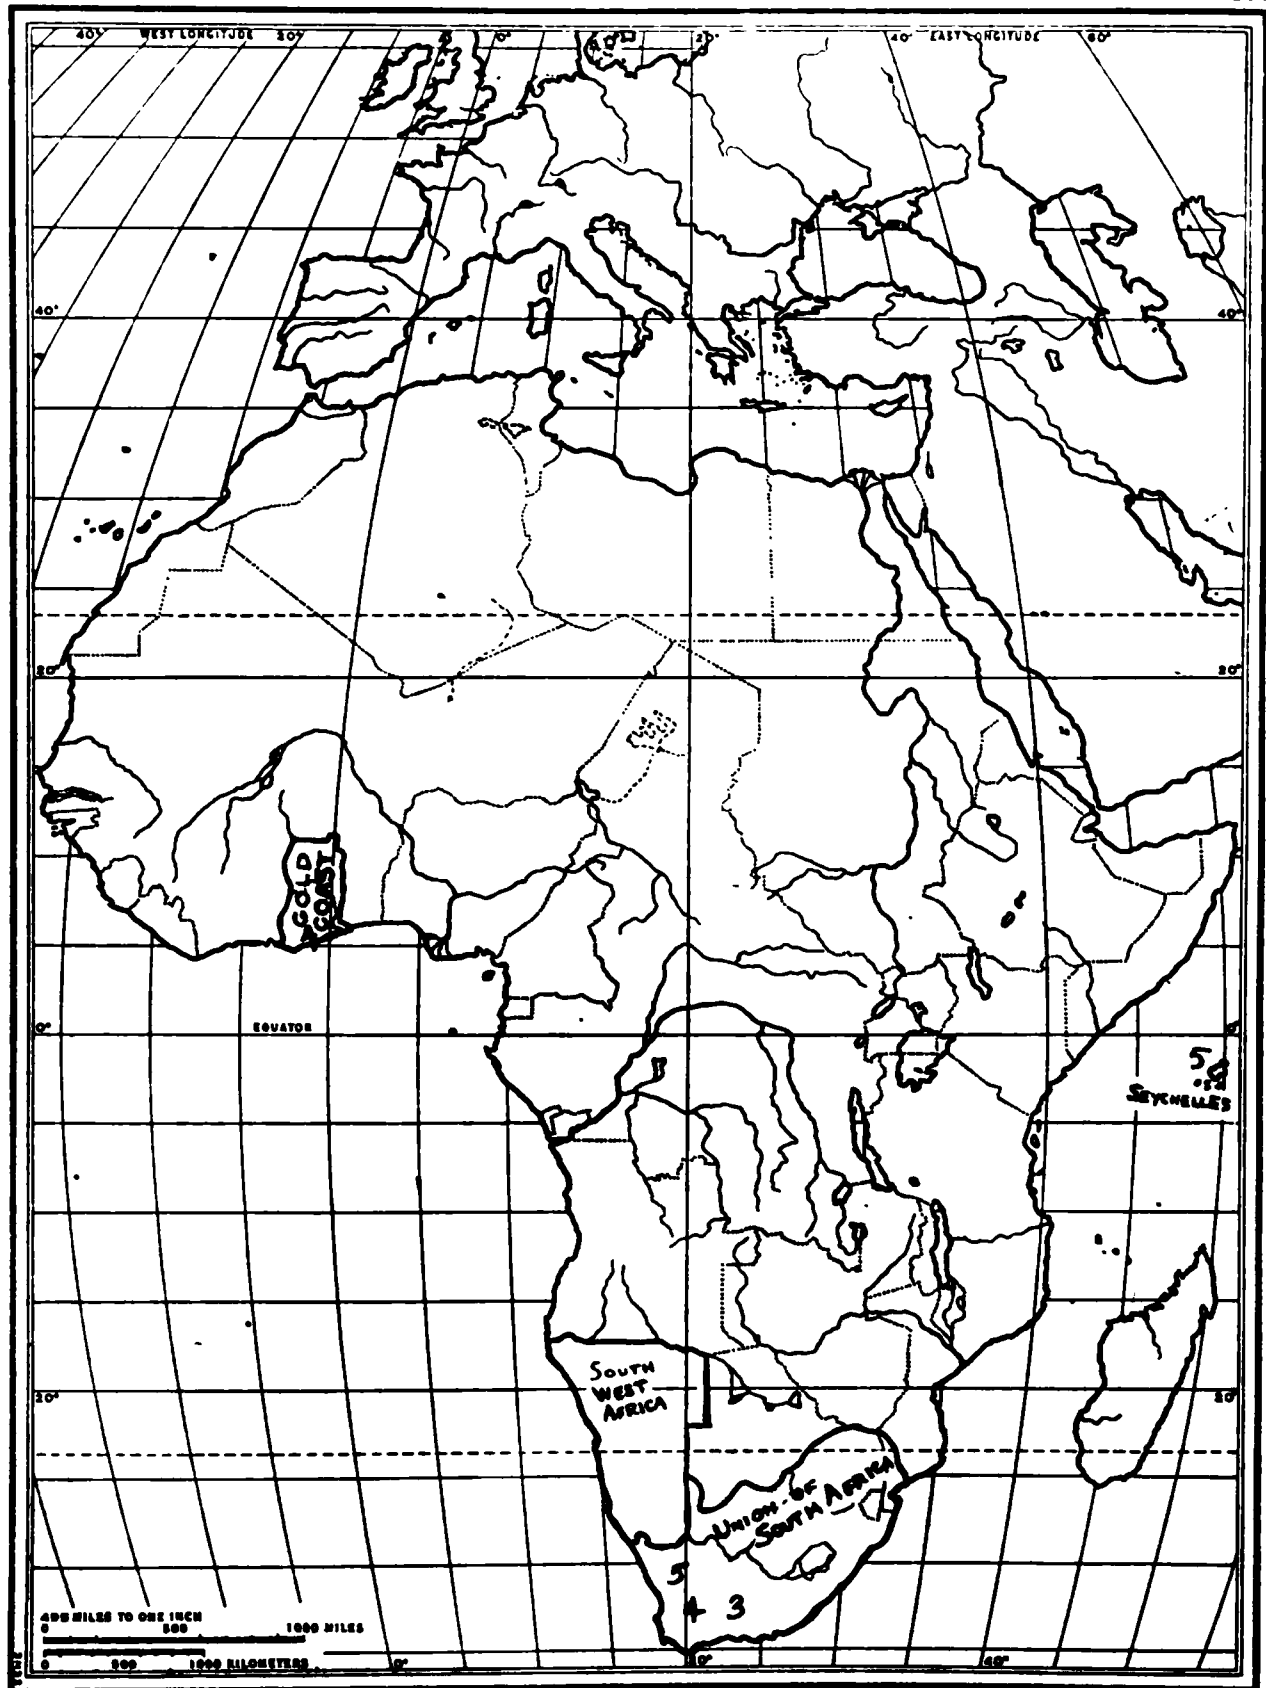 40° WEST LONGITUDE 20° 0° 20° 40° EAST LONGITUDE 60°
40° 40°
20° 20°
4 GOLD
COAST
0° EQUATOR 0°
5
SEYCHELLES
SOUTH
WEST
AFRICA
20° 20°
UNION OF
SOUTH AFRICA
5
4 3
400 MILES TO ONE INCH
0 500 1000 MILES
0 500 1000 KILOMETERS
0° 20° 40°